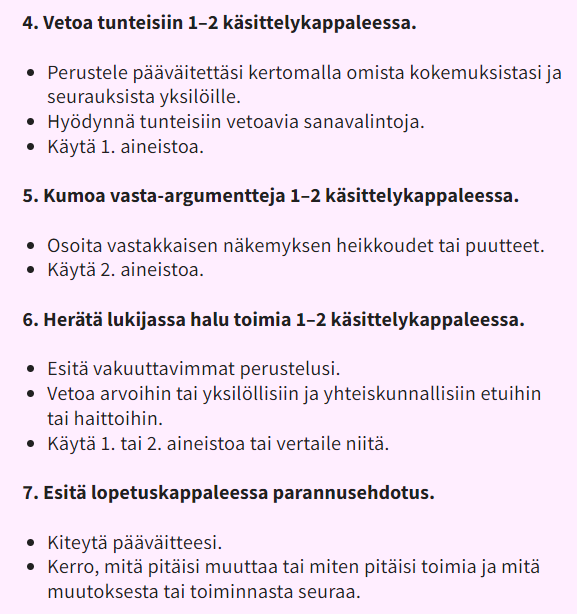 4. Vetoa tunteisiin 1–2 käsittelykappaleessa.
• Perustele pääväitettäsi kertomalla omista kokemuksistasi ja
seurauksista yksilöille.
• Hyödynnä tunteisiin vetoavia sanavalintoja.
• Käytä 1. aineistoa.
5. Kumoa vasta-argumentteja 1–2 käsittelykappaleessa.
• Osoita vastakkaisen näkemyksen heikkoudet tai puutteet.
• Käytä 2. aineistoa.
6. Herätä lukijassa halu toimia 1–2 käsittelykappaleessa.
• Esitä vakuuttavimmat perustelusi.
• Vetoa arvoihin tai yksilöllisiin ja yhteiskunnallisiin etuihin
tai haittoihin.
• Käytä 1. tai 2. aineistoa tai vertaile niitä.
7. Esitä lopetuskappaleessa parannusehdotus.
• Kiteytä pääväitteesi.
• Kerro, mitä pitäisi muuttaa tai miten pitäisi toimia ja mitä
muutoksesta tai toiminnasta seuraa.